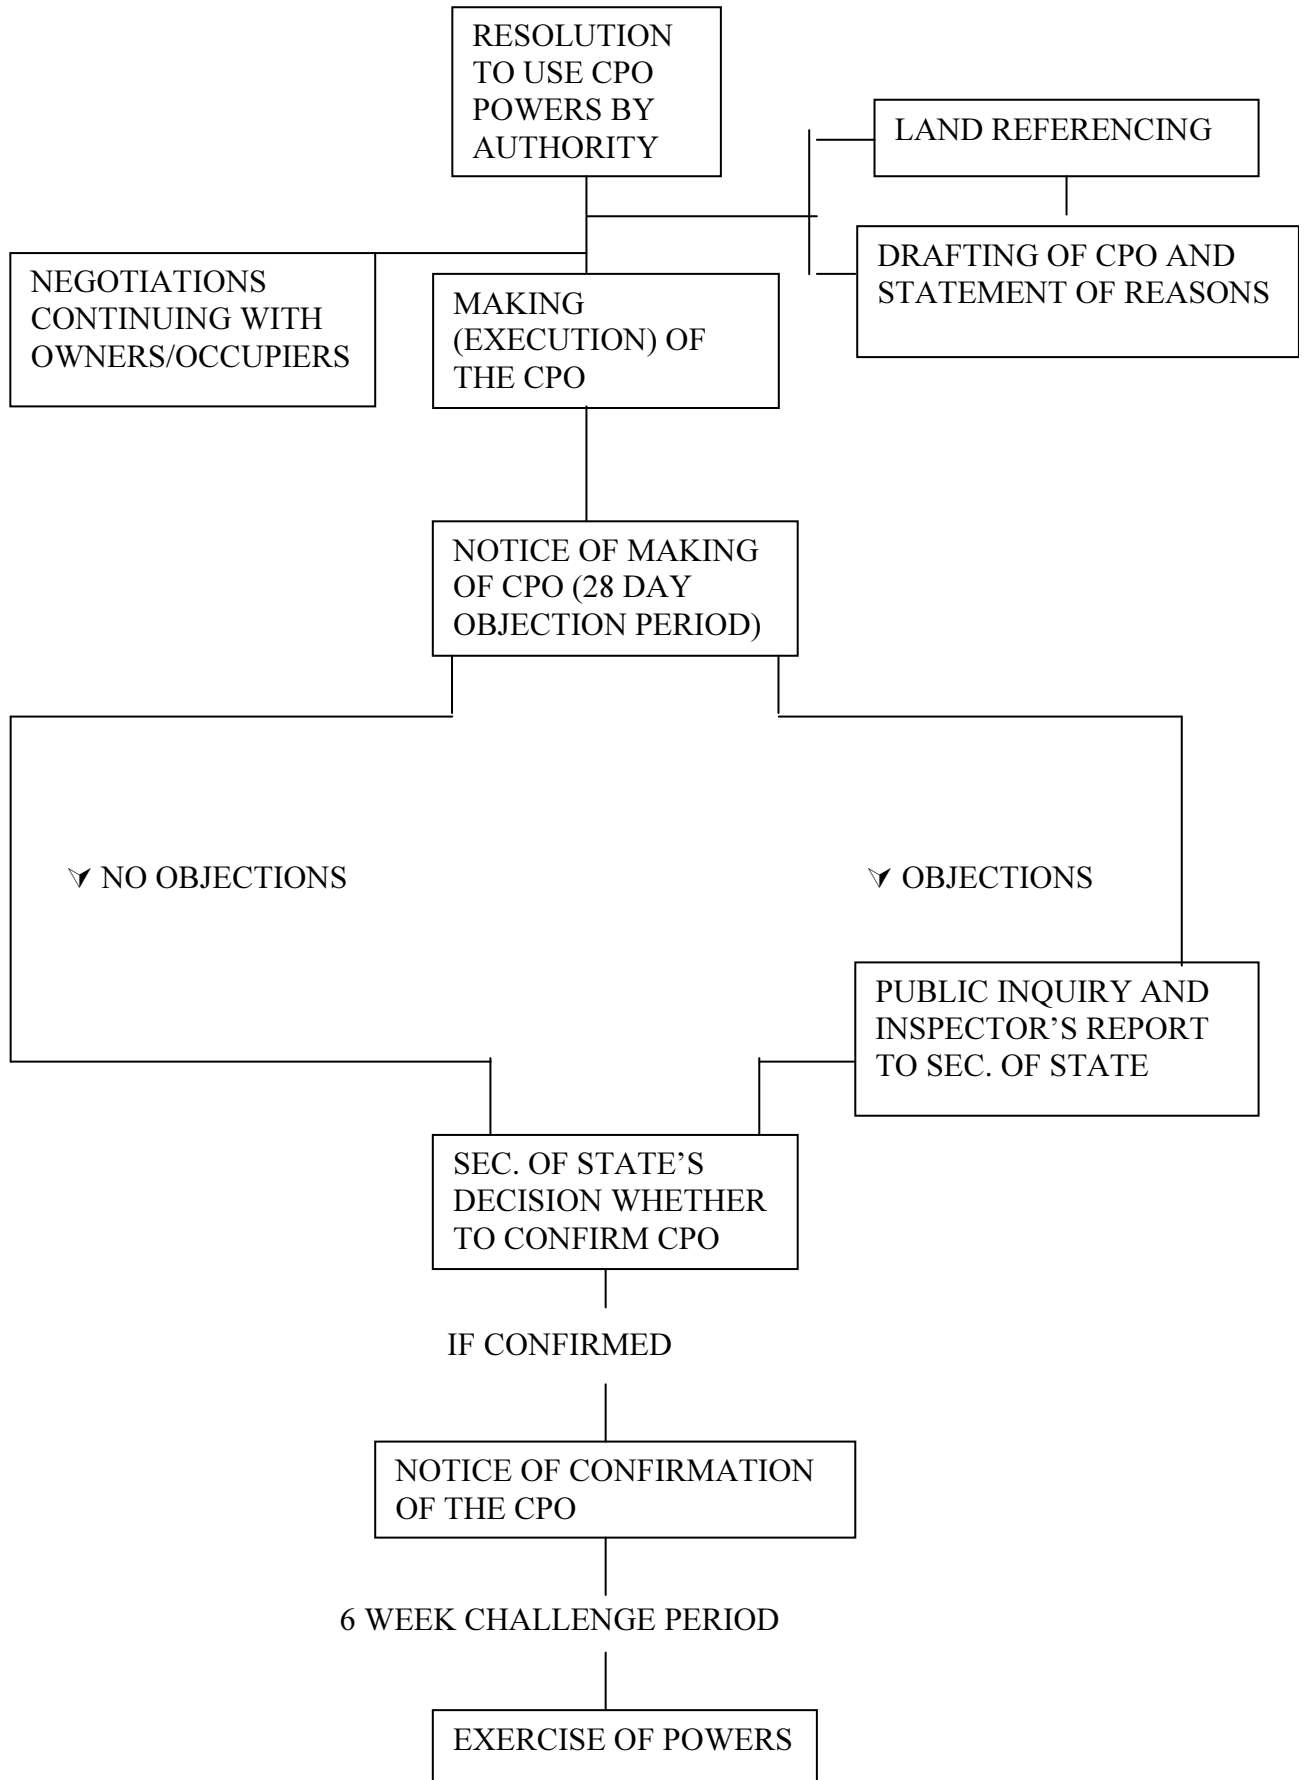 RESOLUTION
TO USE CPO
POWERS BY
AUTHORITY
LAND REFERENCING
DRAFTING OF CPO AND
STATEMENT OF REASONS
NEGOTIATIONS
CONTINUING WITH
OWNERS/OCCUPIERS
MAKING
(EXECUTION) OF
THE CPO
NOTICE OF MAKING
OF CPO (28 DAY
OBJECTION PERIOD)
NO OBJECTIONS
OBJECTIONS
PUBLIC INQUIRY AND
INSPECTOR’S REPORT
TO SEC. OF STATE
SEC. OF STATE’S
DECISION WHETHER
TO CONFIRM CPO
IF CONFIRMED
NOTICE OF CONFIRMATION
OF THE CPO
6 WEEK CHALLENGE PERIOD
EXERCISE OF POWERS